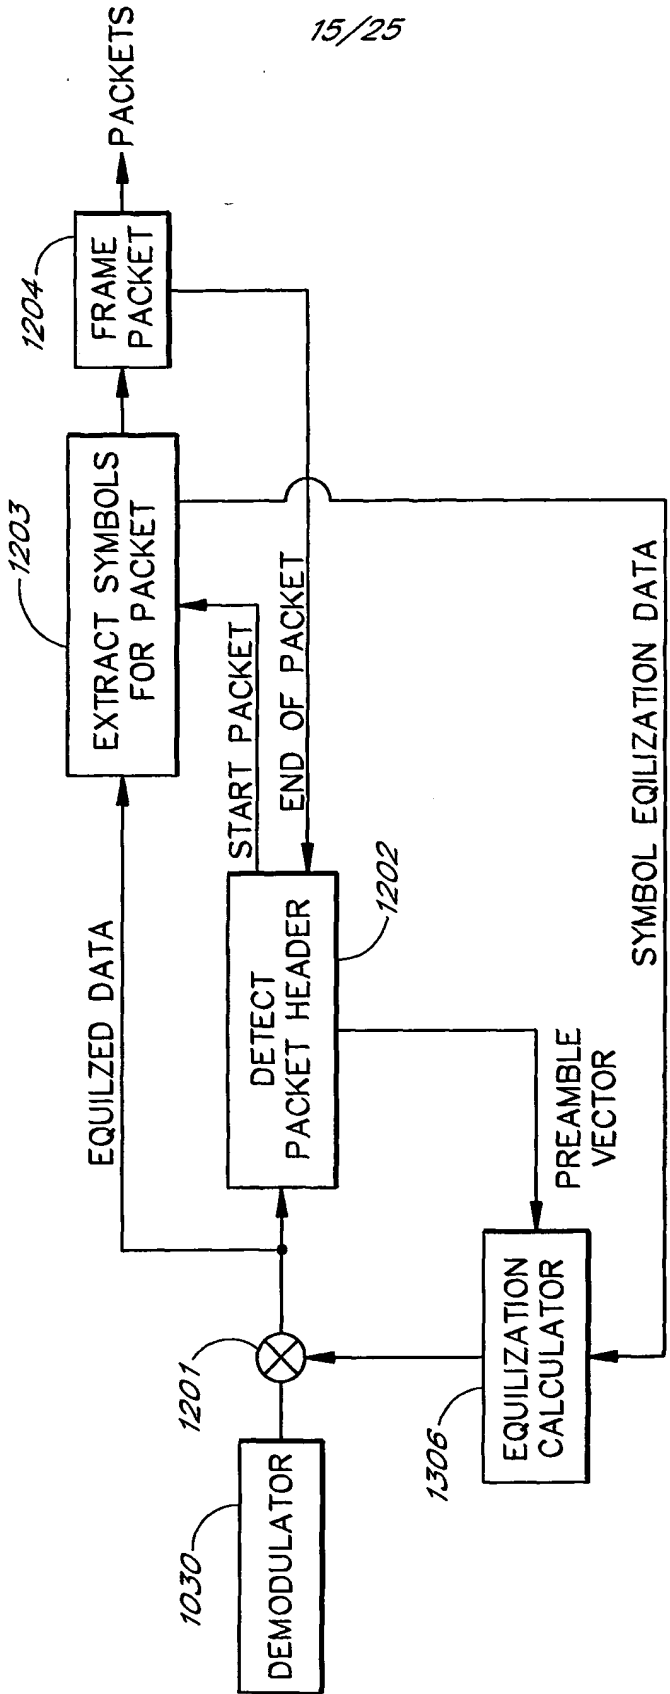 15/25
1030
DEMODULATOR
1201
EQUILZED DATA
DETECT
PACKET HEADER
1202
START PACKET
END OF PACKET
1203
EXTRACT SYMBOLS
FOR PACKET
1204
FRAME
PACKET
PACKETS
PREAMBLE
VECTOR
1306
EQUILIZATION
CALCULATOR
SYMBOL EQILIZATION DATA